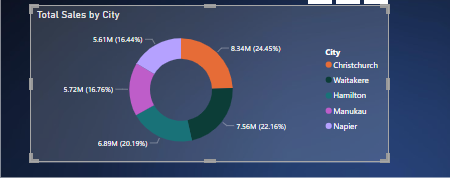 Total Sales by City
5.61M (16.44%)
8.34M (24.45%)
5.72M (16.76%)
6.89M (20.19%)
7.56M (22.16%)
City
Christchurch
Waitakere
Hamilton
Manukau
Napier